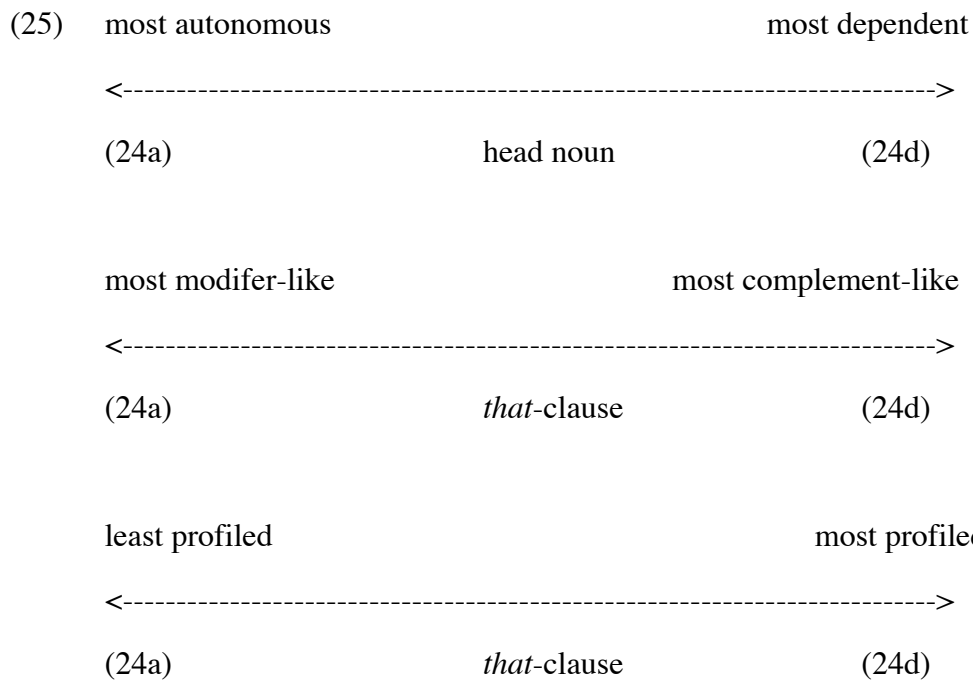 (25) most autonomous most dependent
<------------------------------------------------------------------------------>
(24a) head noun (24d)
most modifer-like most complement-like
<------------------------------------------------------------------------------>
(24a) that-clause (24d)
least profiled most profiled
<------------------------------------------------------------------------------>
(24a) that-clause (24d)